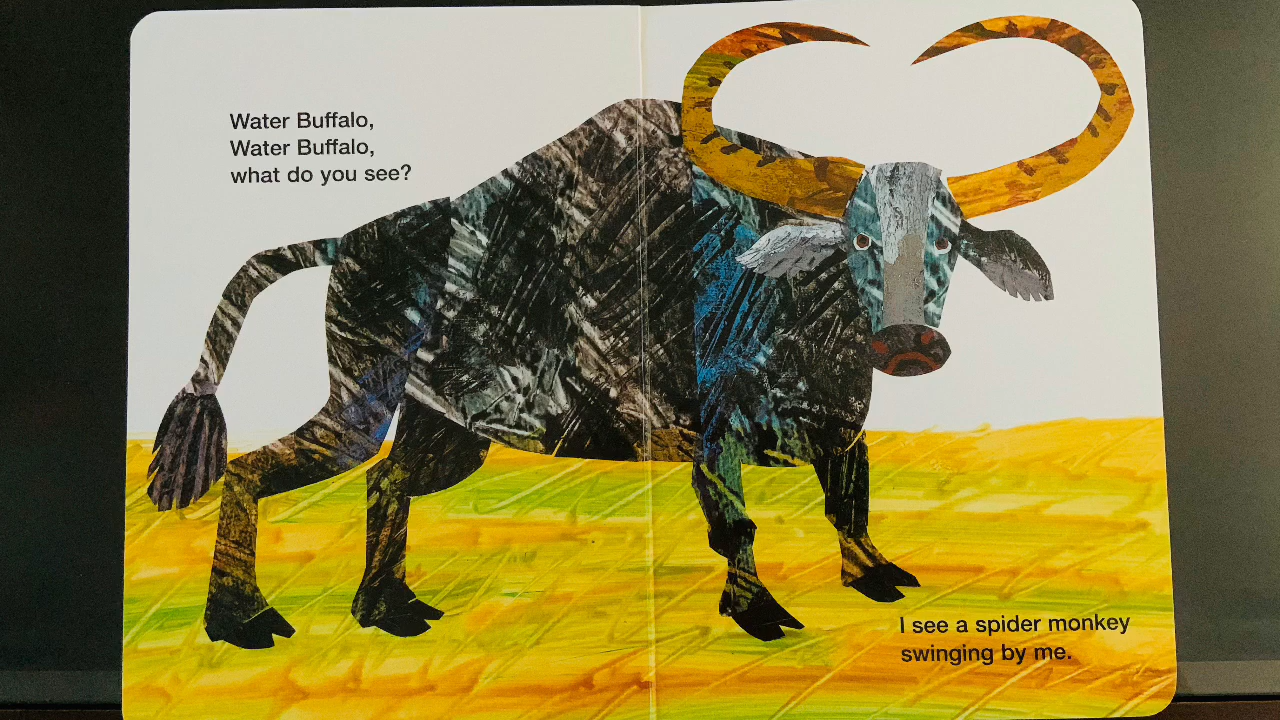 Water Buffalo,
Water Buffalo,
what do you see?
I see a spider monkey
swinging by me.